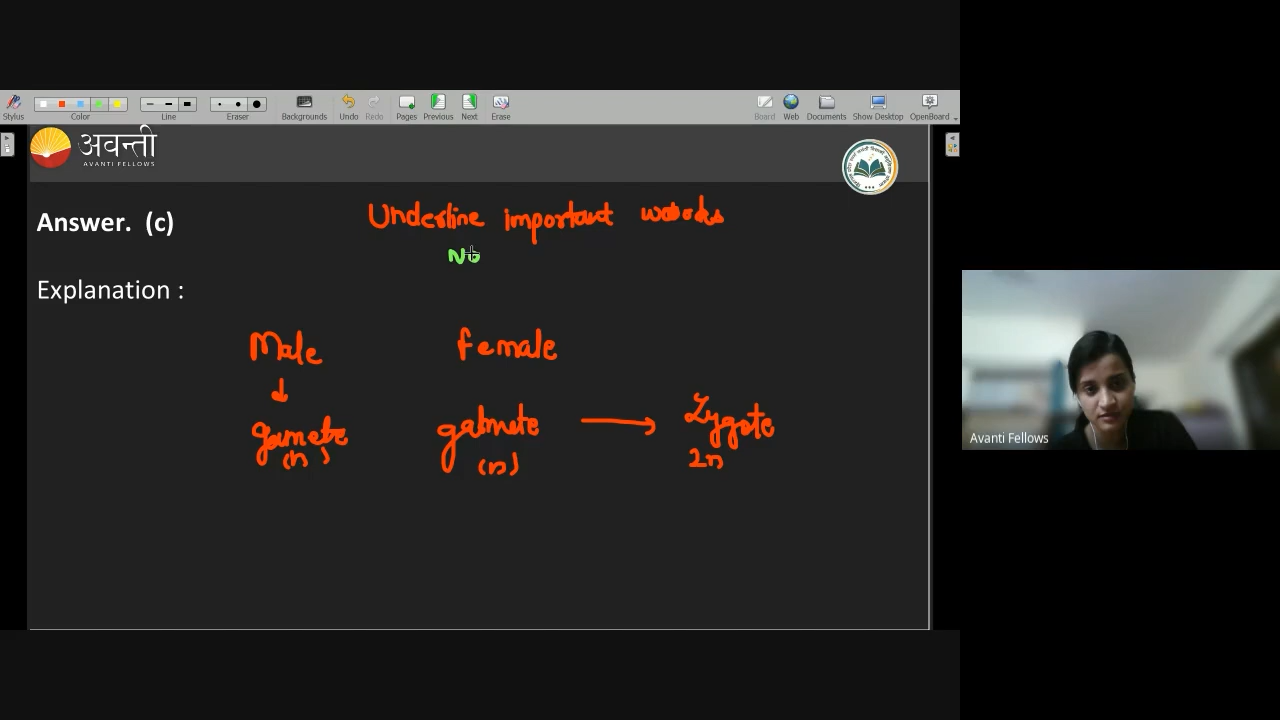 Stylus
Color
Line
Eraser
Backgrounds
Undo
Redo
Pages
Previous
Next
Erase
Board
Web
Documents
Show Desktop
OpenBoard
अवन्ती
AVANTI FELLOWS
Answer. (c)
Underline important words
No
Explanation :
Male female
gamete gamete → Zygote
(n) (n) 2n
Avanti Fellows